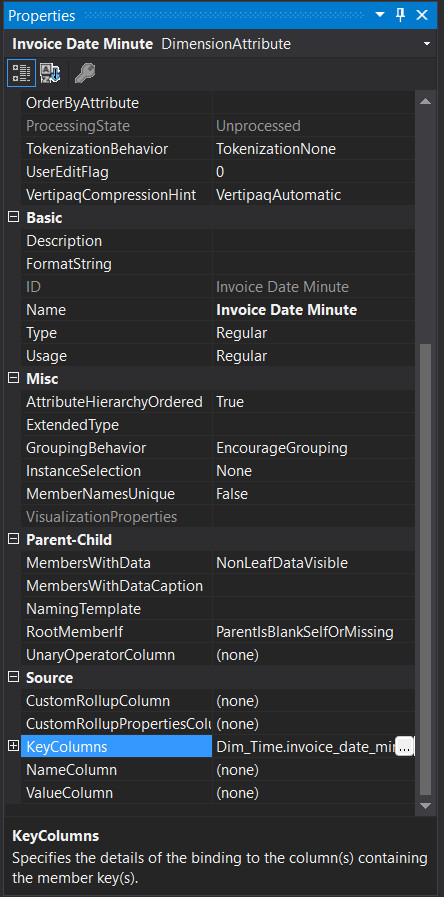 Properties
Invoice Date Minute DimensionAttribute
OrderByAttribute
ProcessingState Unprocessed
TokenizationBehavior TokenizationNone
UserEditFlag 0
VertipaqCompressionHint VertipaqAutomatic
Basic
Description
FormatString
ID Invoice Date Minute
Name Invoice Date Minute
Type Regular
Usage Regular
Misc
AttributeHierarchyOrdered True
ExtendedType
GroupingBehavior EncourageGrouping
InstanceSelection None
MemberNamesUnique False
VisualizationProperties
Parent-Child
MembersWithData NonLeafDataVisible
MembersWithDataCaption
NamingTemplate
RootMemberIf ParentIsBlankSelfOrMissing
UnaryOperatorColumn (none)
Source
CustomRollupColumn (none)
CustomRollupPropertiesColu (none)
KeyColumns Dim_Time.invoice_date_mi ...
NameColumn (none)
ValueColumn (none)
KeyColumns
Specifies the details of the binding to the column(s) containing
the member key(s).